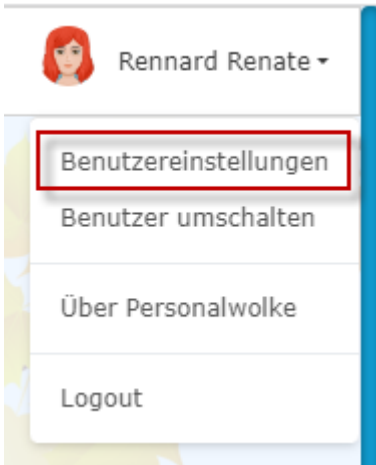 Rennard Renate
Benutzereinstellungen
Benutzer umschalten
Über Personalwolke
Logout